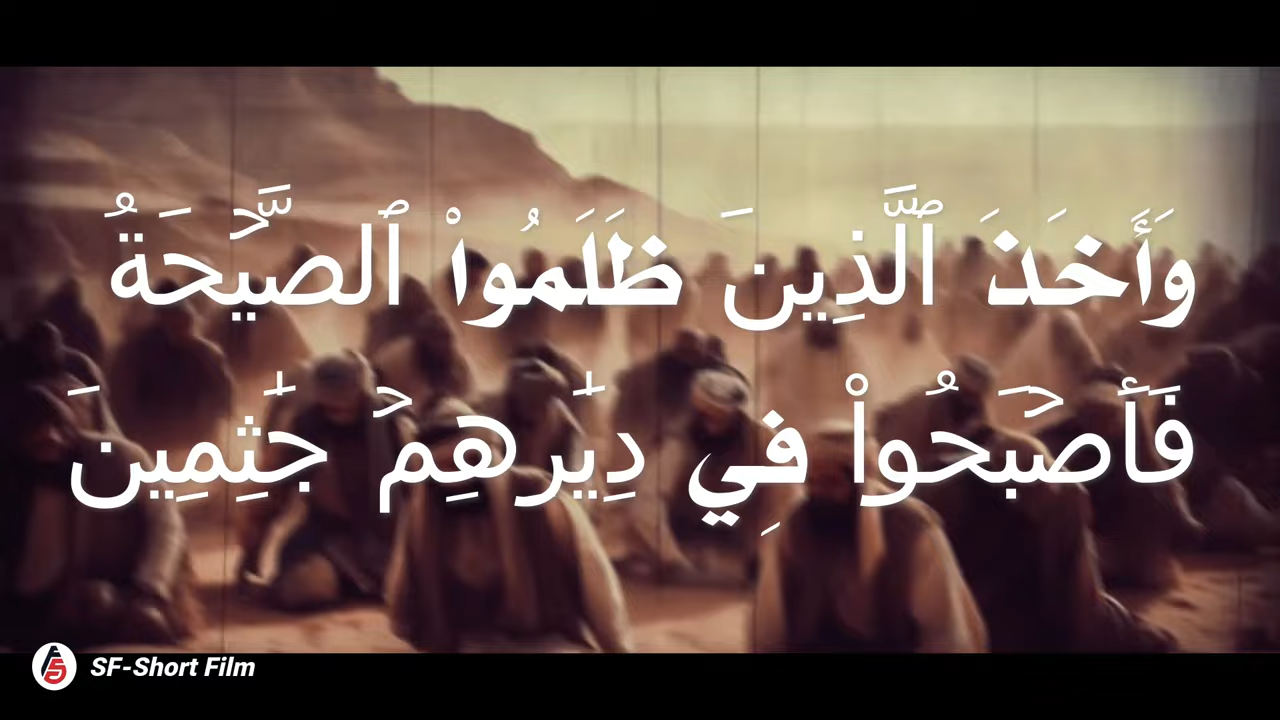 وَأَخَذَ ٱلَّذِينَ ظَلَمُواْ ٱلصَّيۡحَةُ
فَأَصۡبَحُواْ فِي دِيَٰرِهِمۡ جَٰثِمِينَ
SF-Short Film